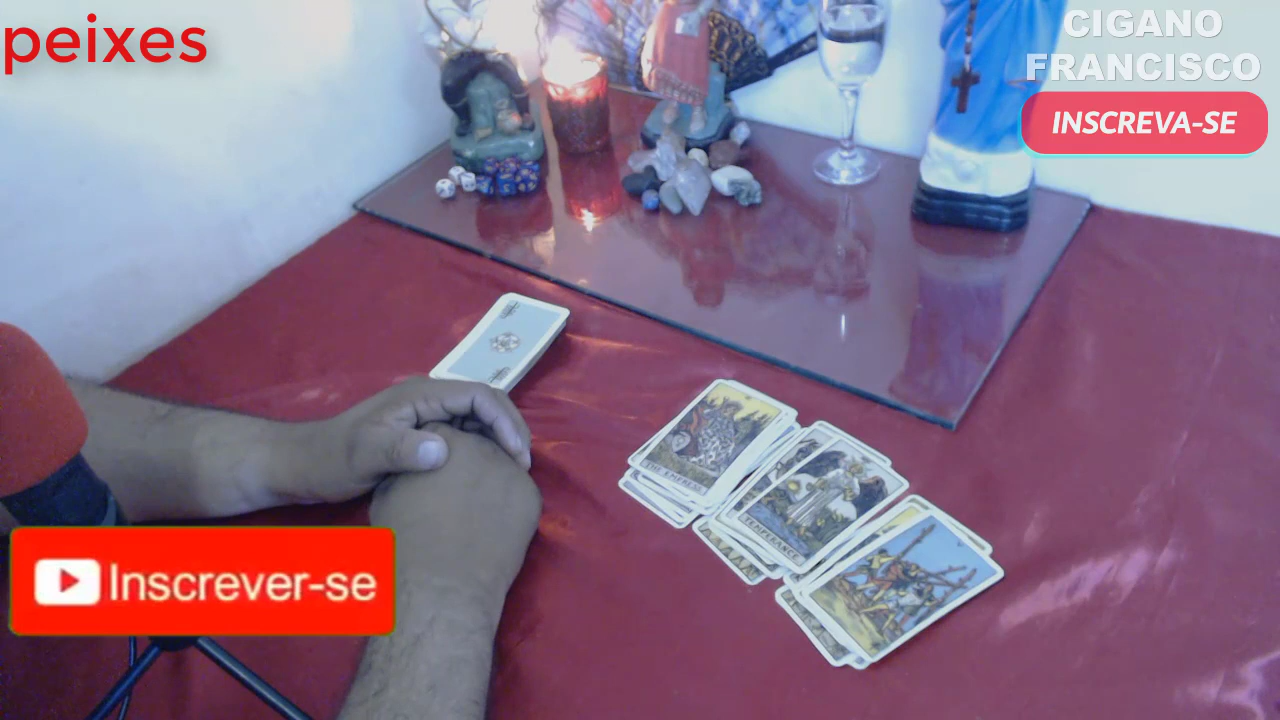 peixes
CIGANO
FRANCISCO
INSCREVA-SE
THE EMPRESS
TEMPERANCE
Inscrever-se